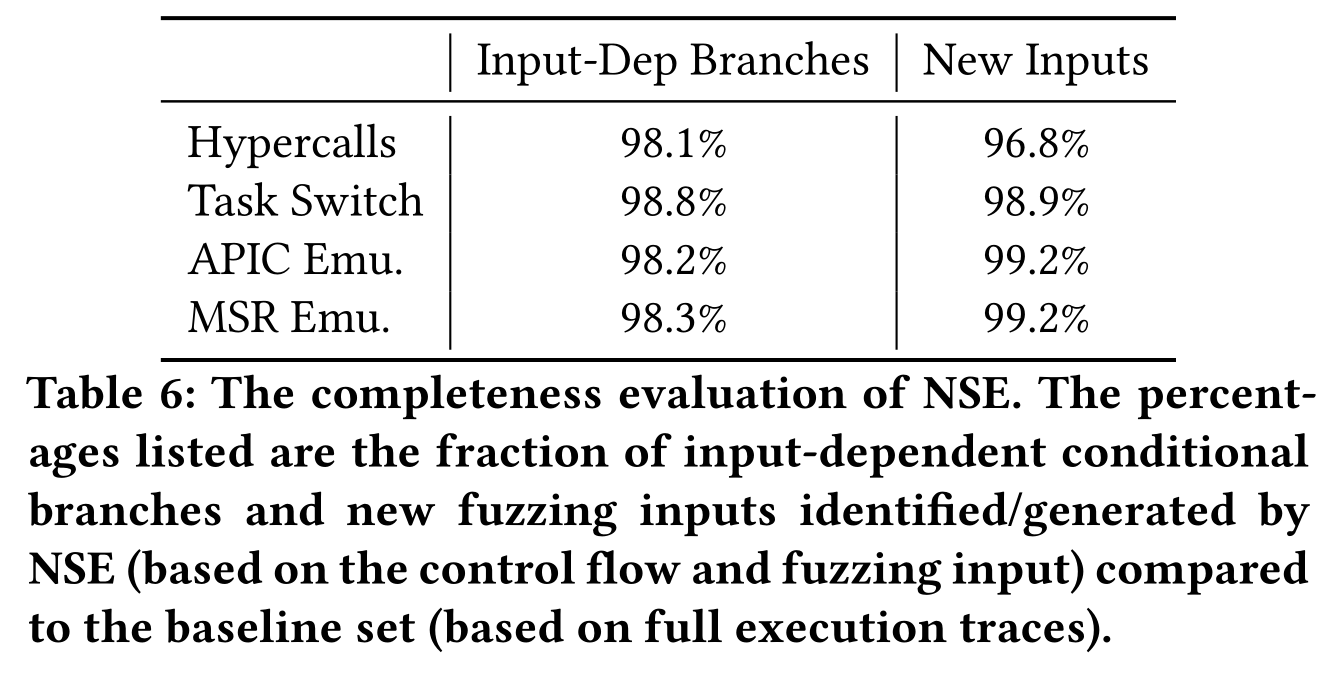 Input-Dep Branches New Inputs
Hypercalls 98.1% 96.8%
Task Switch 98.8% 98.9%
APIC Emu. 98.2% 99.2%
MSR Emu. 98.3% 99.2%
Table 6: The completeness evaluation of NSE. The percent-
ages listed are the fraction of input-dependent conditional
branches and new fuzzing inputs identified/generated by
NSE (based on the control flow and fuzzing input) compared
to the baseline set (based on full execution traces).